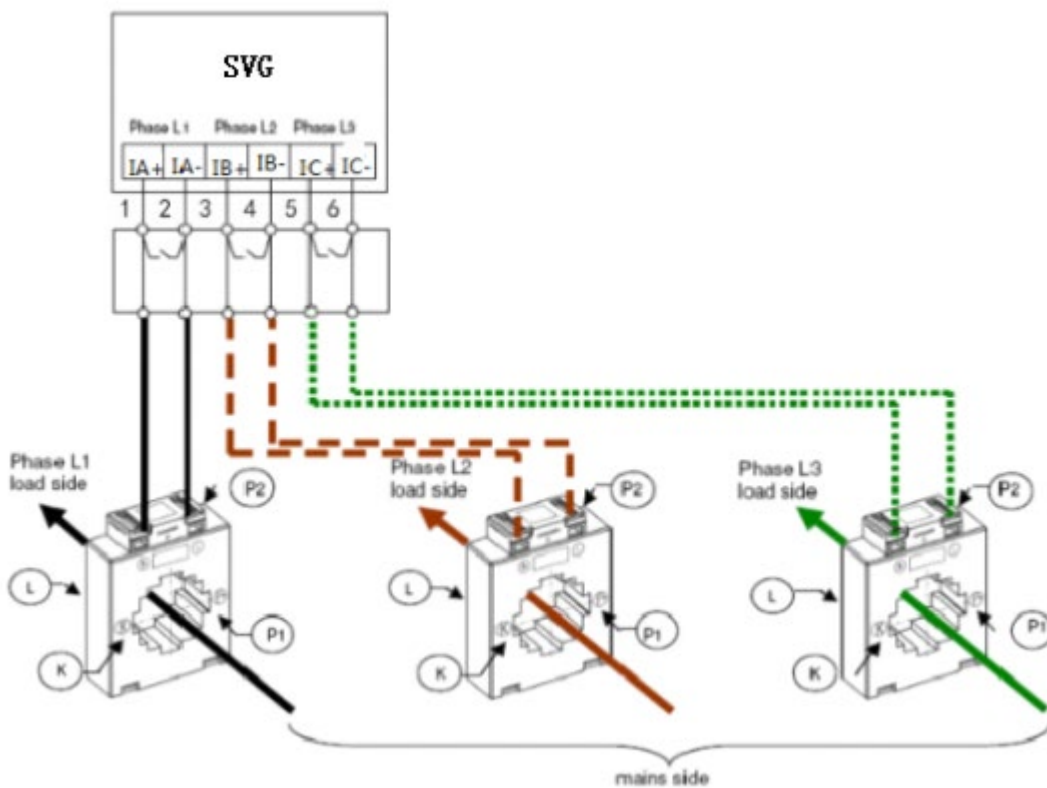 SVG
Phase L1 Phase L2 Phase L3
IA+ IA- IB+ IB- IC+ IC-
1 2 3 4 5 6
Phase L1
load side
P2
Phase L2
load side
P2
Phase L3
load side
P2
L
K
P1
L
K
P1
L
K
P1
mains side